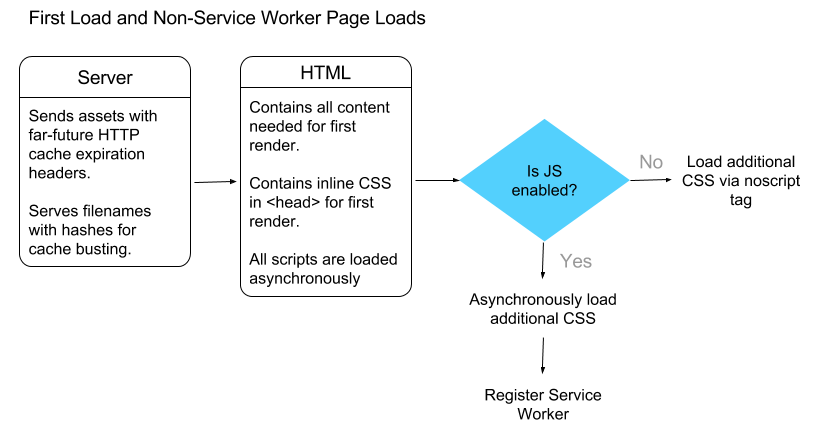 First Load and Non-Service Worker Page Loads
Server
Sends assets with
far-future HTTP
cache expiration
headers.
Serves filenames
with hashes for
cache busting.
HTML
Contains all content
needed for first
render.
Contains inline CSS
in <head> for first
render.
All scripts are loaded
asynchronously
Is JS
enabled?
No
Load additional
CSS via noscript
tag
Yes
Asynchronously load
additional CSS
Register Service
Worker